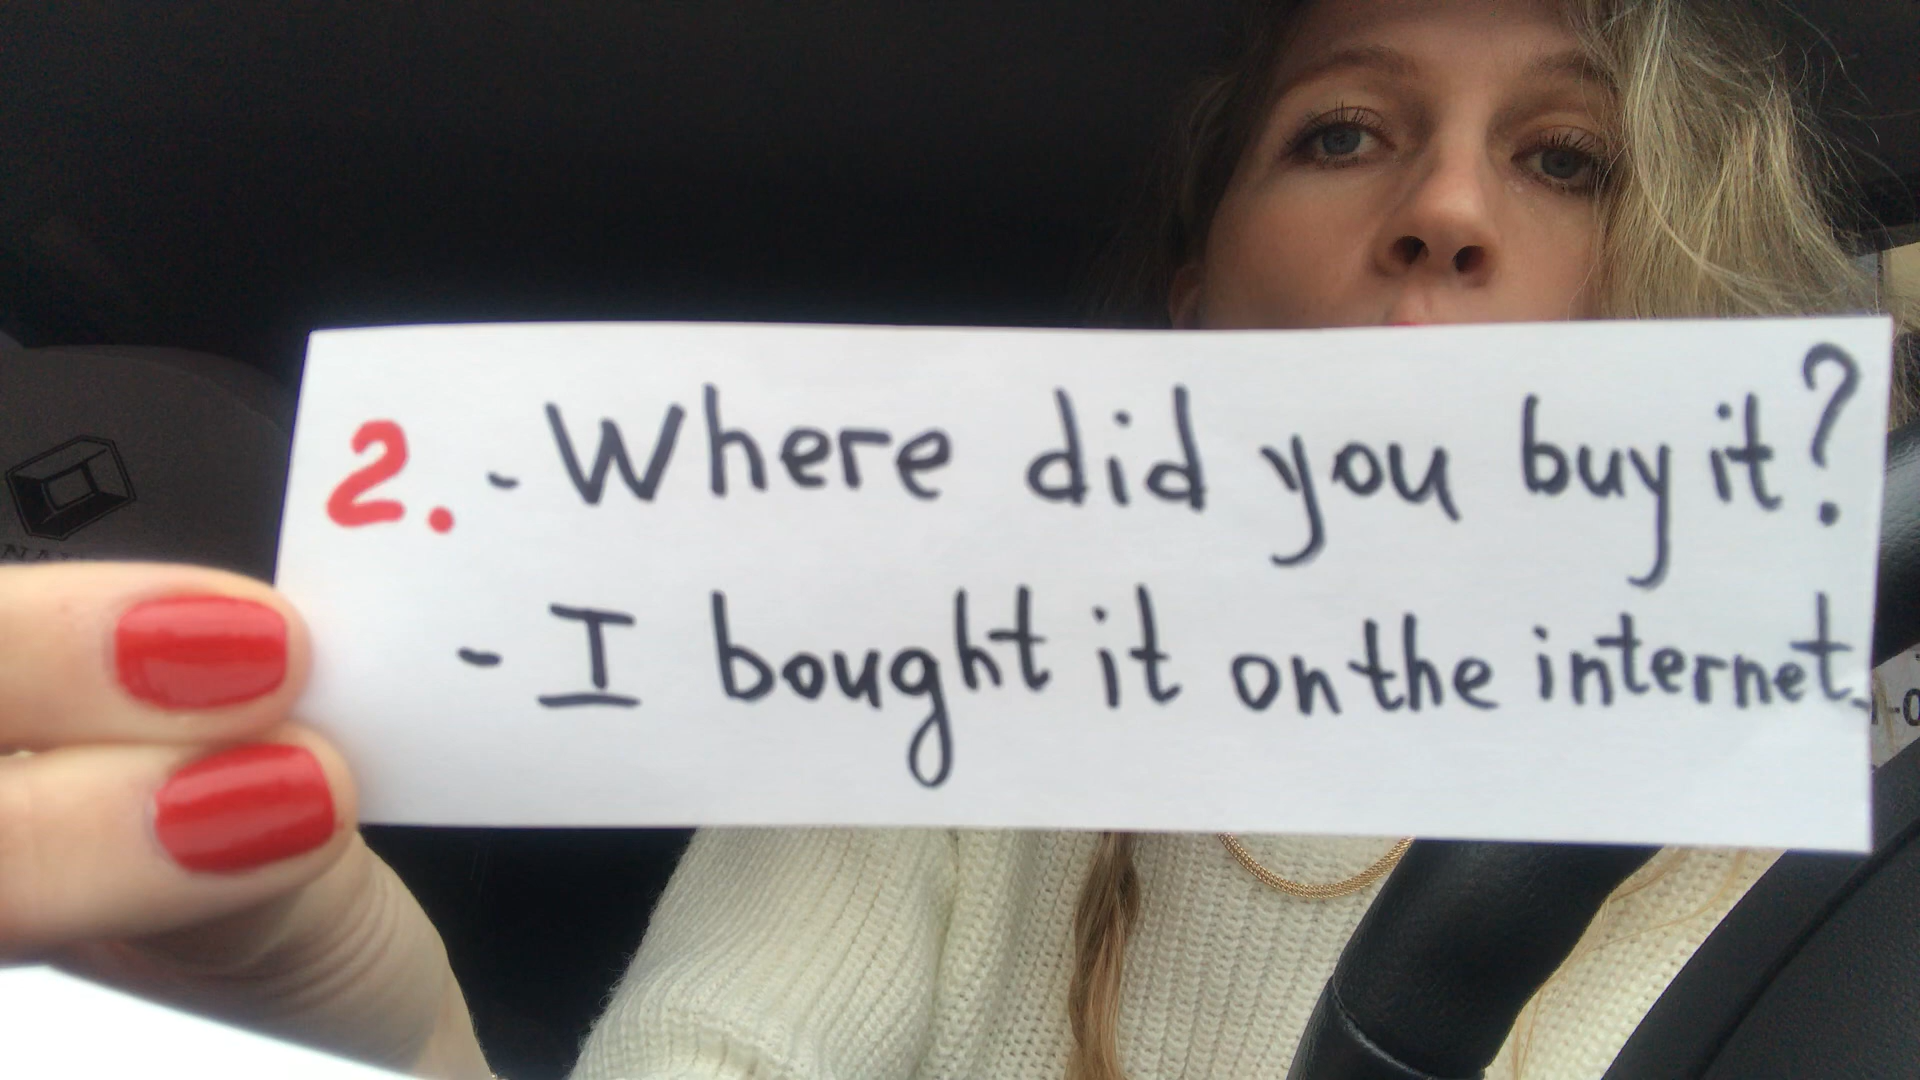 2. - Where did you buy it?
- I bought it on the internet.